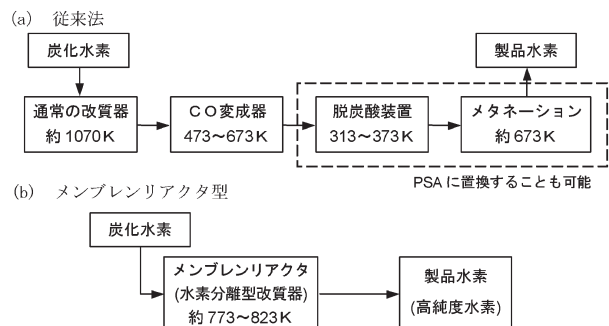 (a) 従来法
炭化水素
製品水素
通常の改質器
約1070K
CO変成器
473〜673K
脱炭酸装置
313〜373K
メタネーション
約673K
PSAに置換することも可能
(b) メンブレンリアクタ型
炭化水素
メンブレンリアクタ
(水素分離型改質器)
約773〜823K
製品水素
(高純度水素)